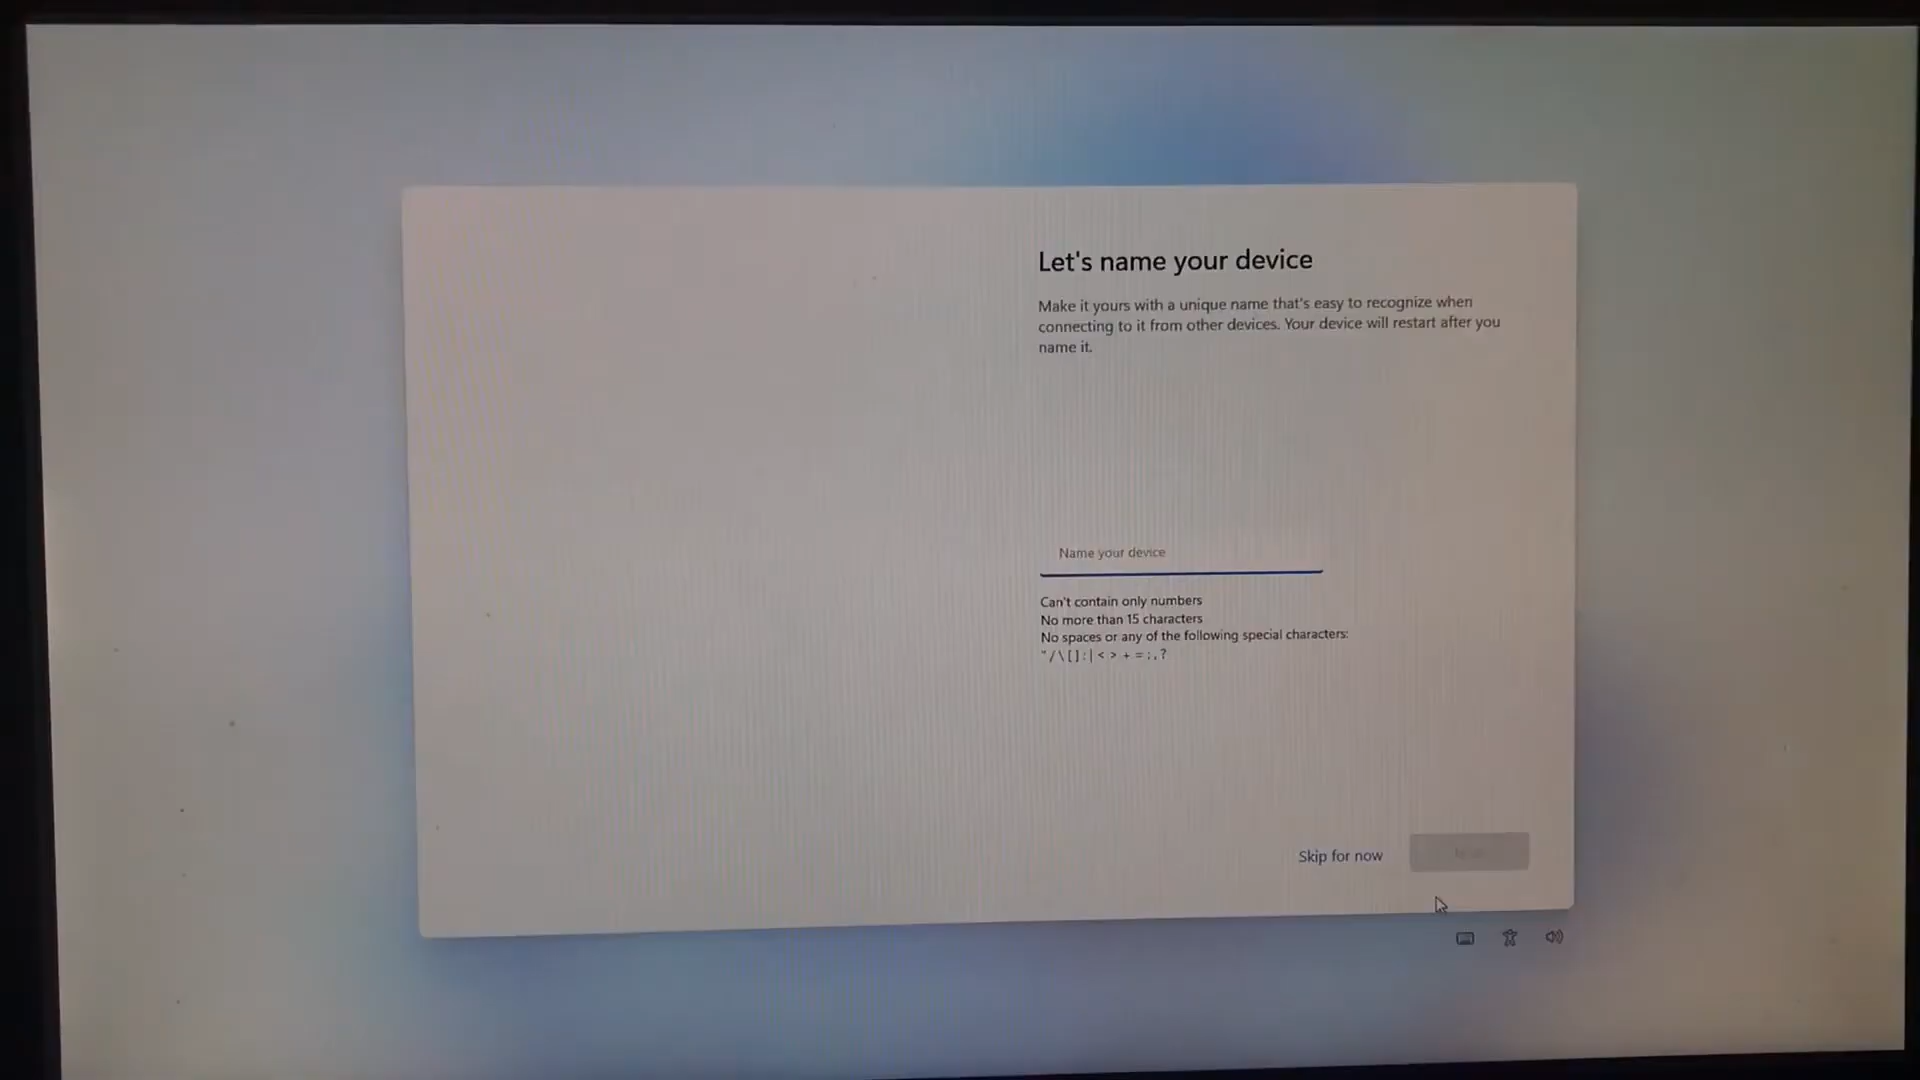 Let's name your device
Make it yours with a unique name that's easy to recognize when
connecting to it from other devices. Your device will restart after you
name it.
Name your device
Can't contain only numbers
No more than 15 characters
No spaces or any of the following special characters:
"/\[]:|<>+=;,?
Skip for now